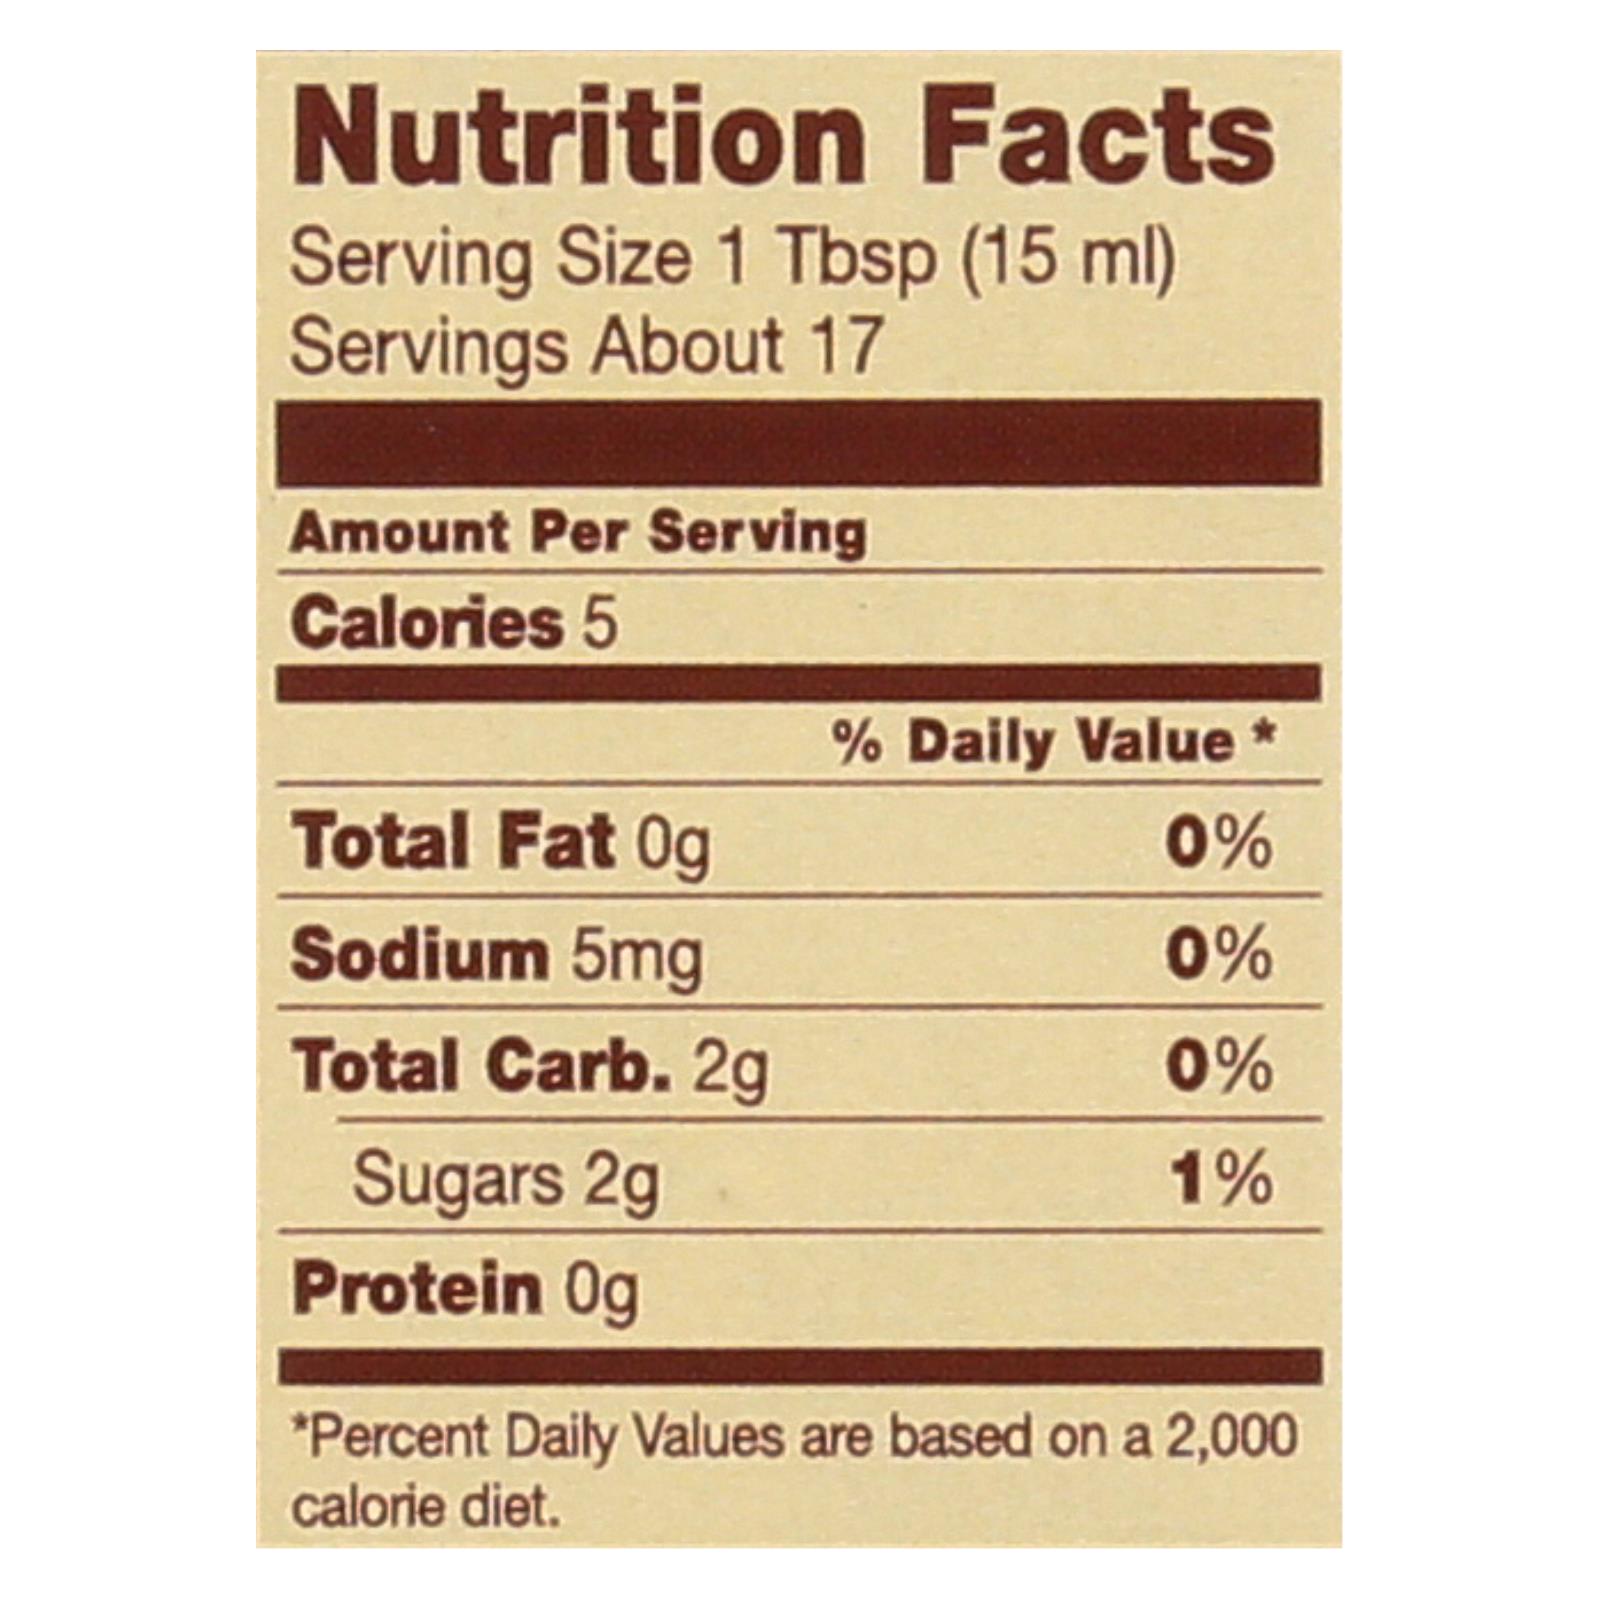 Nutrition Facts
Serving Size 1 Tbsp (15 ml)
Servings About 17
Amount Per Serving
Calories 5
% Daily Value *
Total Fat 0g 0%
Sodium 5mg 0%
Total Carb. 2g 0%
Sugars 2g 1%
Protein 0g
*Percent Daily Values are based on a 2,000
calorie diet.